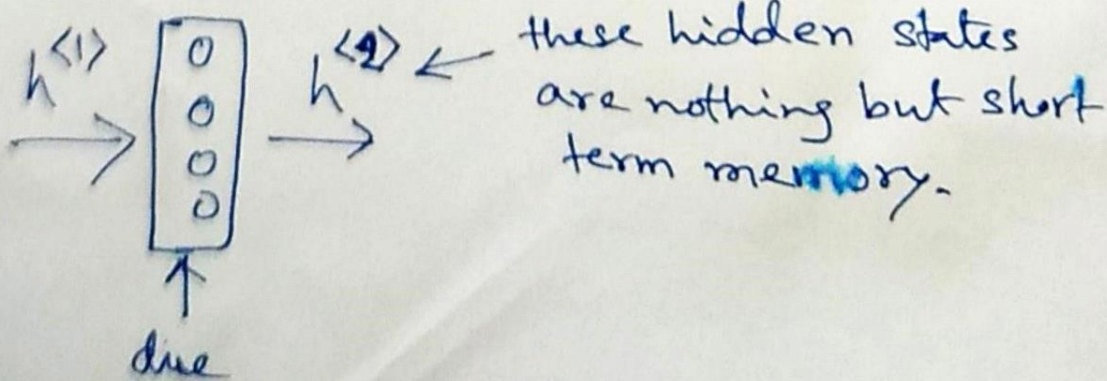 h<1>
h<2>
these hidden states
are nothing but short
term memory.
due